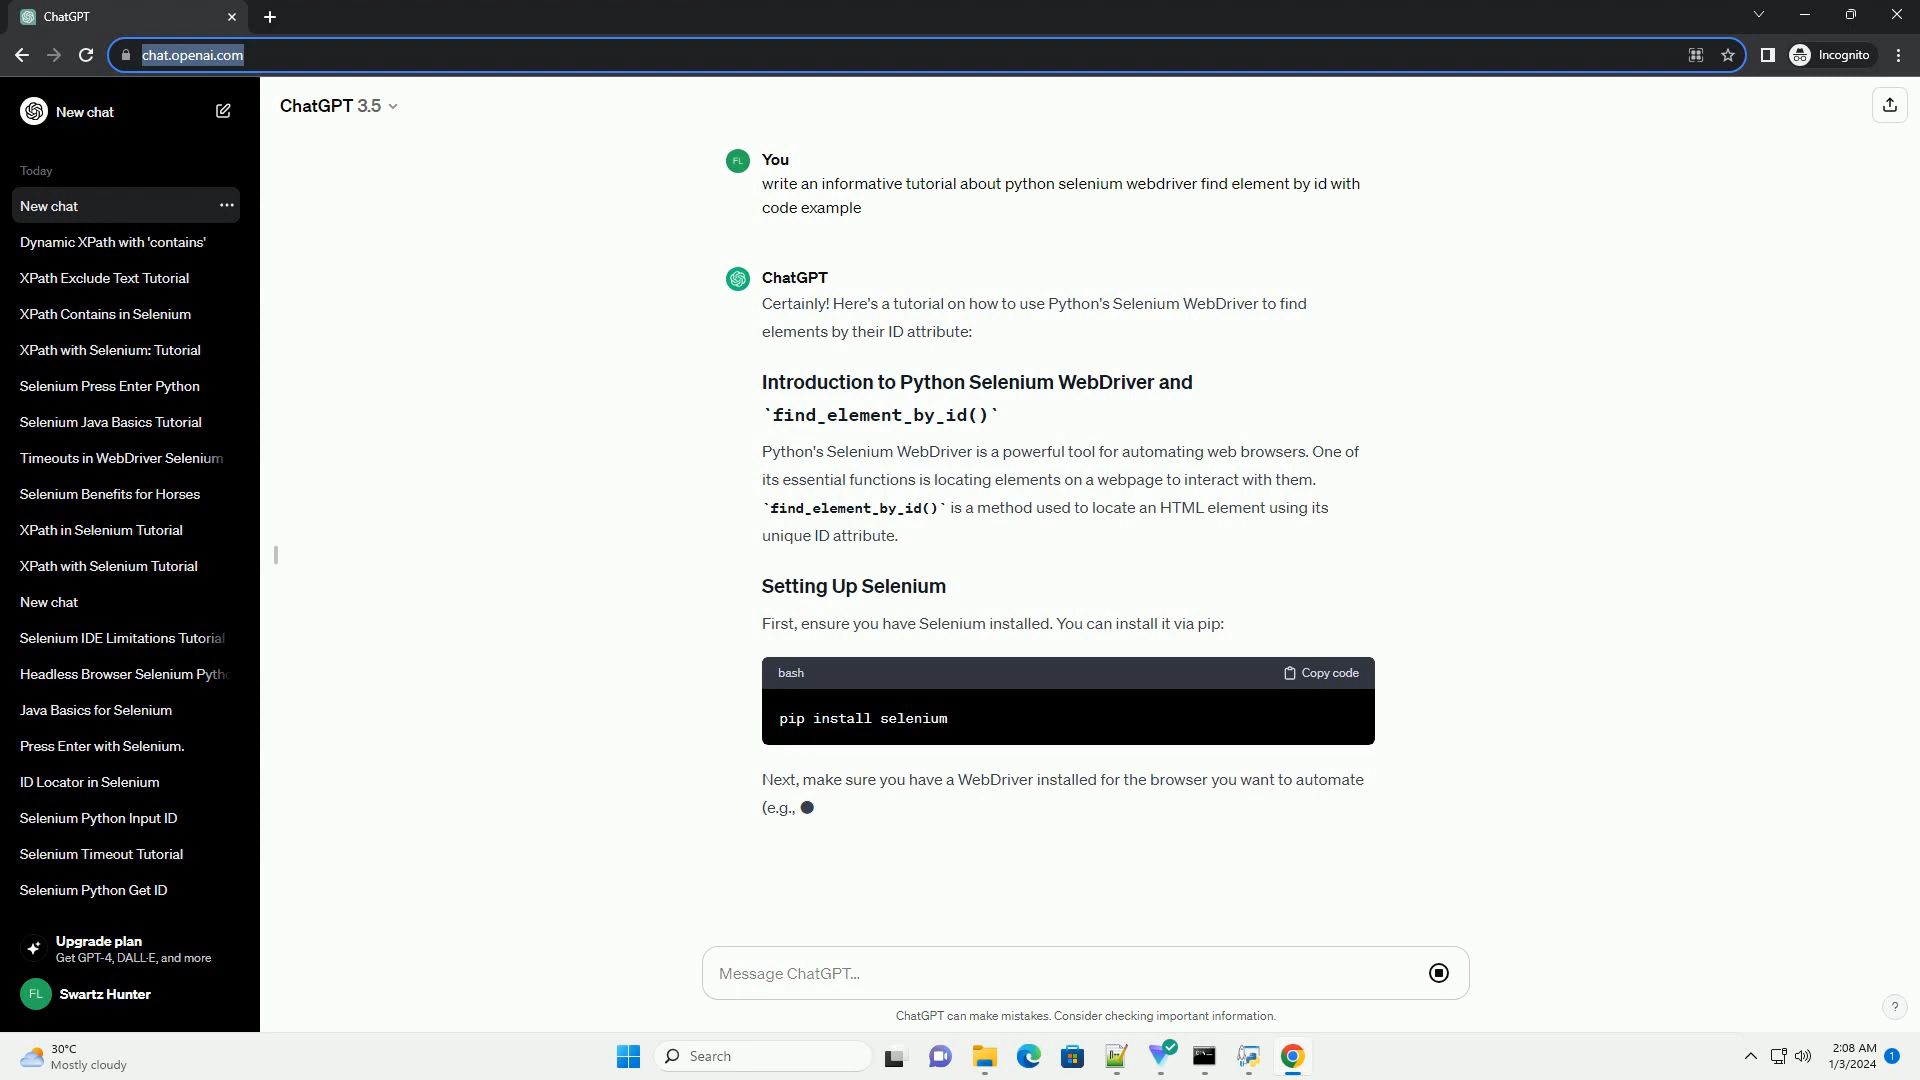 ChatGPT
chat.openai.com
Incognito
New chat
Today
New chat
Dynamic XPath with 'contains'
XPath Exclude Text Tutorial
XPath Contains in Selenium
XPath with Selenium: Tutorial
Selenium Press Enter Python
Selenium Java Basics Tutorial
Timeouts in WebDriver Selenium
Selenium Benefits for Horses
XPath in Selenium Tutorial
XPath with Selenium Tutorial
New chat
Selenium IDE Limitations Tutorial
Headless Browser Selenium Pytho
Java Basics for Selenium
Press Enter with Selenium.
ID Locator in Selenium
Selenium Python Input ID
Selenium Timeout Tutorial
Selenium Python Get ID
Upgrade plan
Get GPT-4, DALL·E, and more
FL Swartz Hunter
ChatGPT 3.5
FL You
write an informative tutorial about python selenium webdriver find element by id with
code example
ChatGPT
Certainly! Here's a tutorial on how to use Python's Selenium WebDriver to find
elements by their ID attribute:
Introduction to Python Selenium WebDriver and
`find_element_by_id()`
Python's Selenium WebDriver is a powerful tool for automating web browsers. One of
its essential functions is locating elements on a webpage to interact with them.
`find_element_by_id()` is a method used to locate an HTML element using its
unique ID attribute.
Setting Up Selenium
First, ensure you have Selenium installed. You can install it via pip:
bash Copy code
pip install selenium
Next, make sure you have a WebDriver installed for the browser you want to automate
(e.g.,
Message ChatGPT...
ChatGPT can make mistakes. Consider checking important information.
?
30°C
Mostly cloudy
Search
2:08 AM
1/3/2024
1